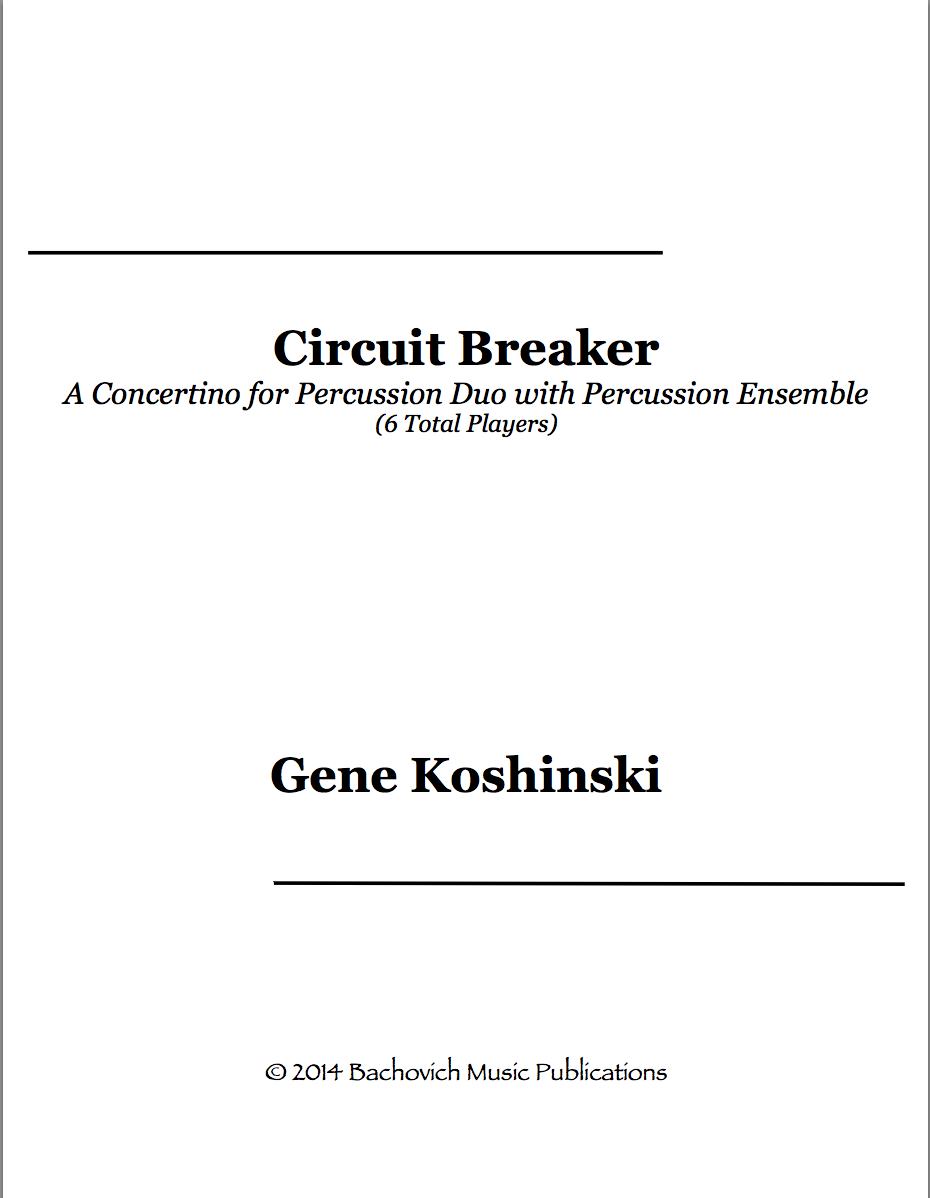 Circuit Breaker
A Concertino for Percussion Duo with Percussion Ensemble
(6 Total Players)
Gene Koshinski
© 2014 Bachovich Music Publications